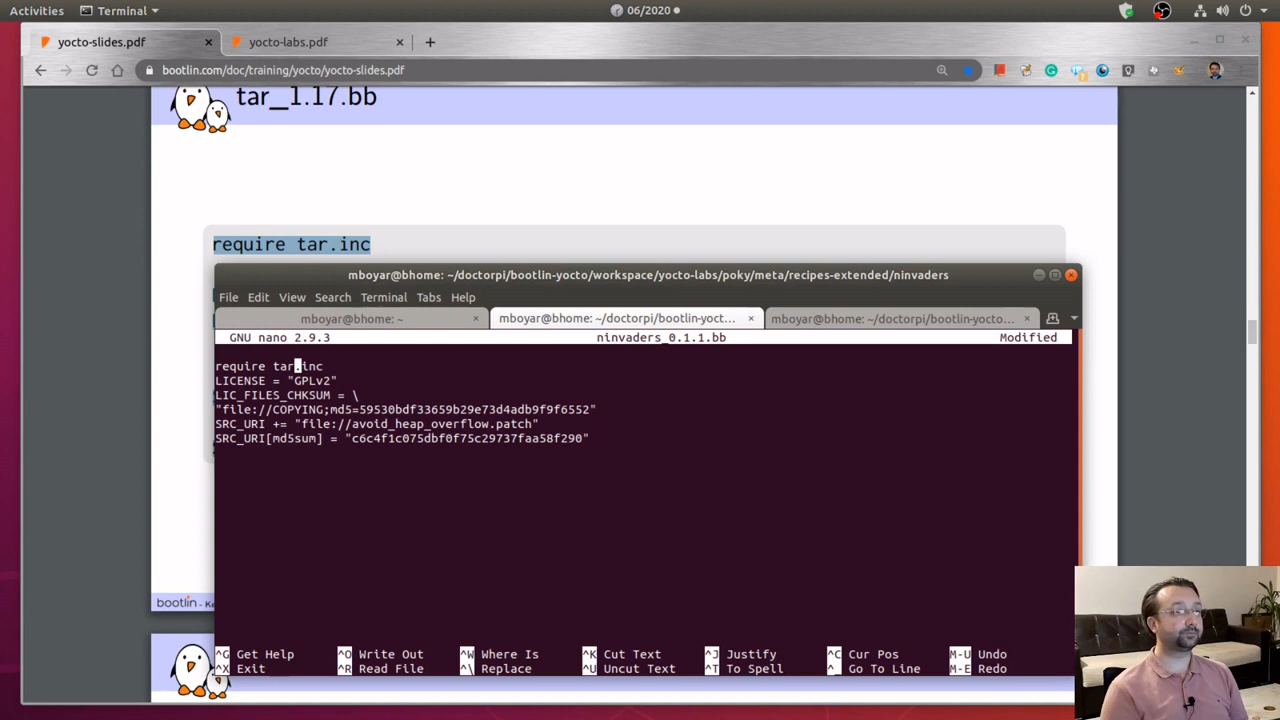 Activities
Terminal
06/2020
yocto-slides.pdf
yocto-labs.pdf
bootlin.com/doc/training/yocto/yocto-slides.pdf
tar_1.17.bb
require tar.inc
mboyar@bhome: ~/doctorpi/bootlin-yocto/workspace/yocto-labs/poky/meta/recipes-extended/ninvaders
File Edit View Search Terminal Tabs Help
mboyar@bhome: ~
mboyar@bhome: ~/doctorpi/bootlin-yoct...
mboyar@bhome: ~/doctorpi/bootlin-yocto...
GNU nano 2.9.3 ninvaders_0.1.1.bb Modified
require tar.inc
LICENSE = "GPLv2"
LIC_FILES_CHKSUM = \
"file://COPYING;md5=59530bdf33659b29e73d4adb9f9f6552"
SRC_URI += "file://avoid_heap_overflow.patch"
SRC_URI[md5sum] = "c6c4f1c075dbf0f75c29737faa58f290"
bootlin - Ke
^G Get Help ^O Write Out ^W Where Is ^K Cut Text ^J Justify ^C Cur Pos M-U Undo
^X Exit ^R Read File ^\ Replace ^U Uncut Text ^T To Spell ^_ Go To Line M-E Redo